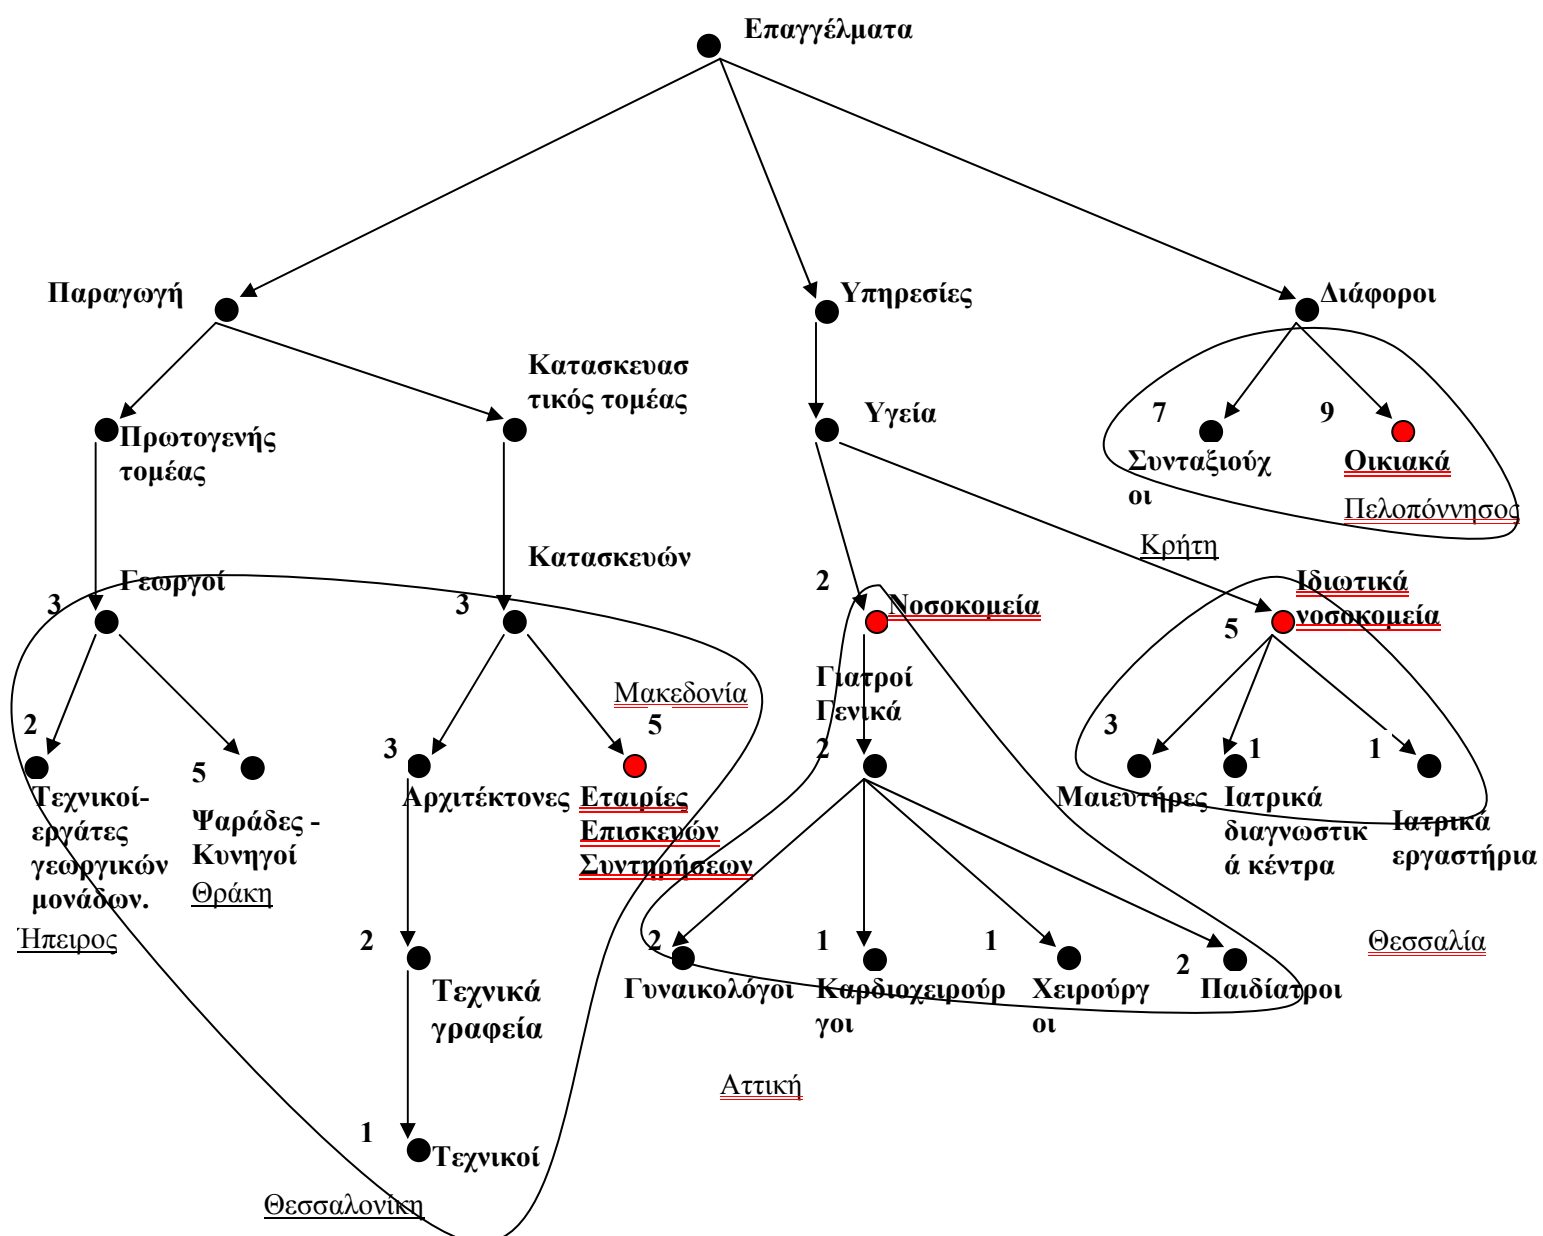 Επαγγέλματα
Παραγωγή
Υπηρεσίες
Διάφοροι
Κατασκευασ
τικός τομέας
Πρωτογενής
τομέας
Υγεία
7
Συνταξιούχ
οι
9
Οικιακά
Πελοπόννησος
Κρήτη
Γεωργοί
3
Κατασκευών
3
2
Νοσοκομεία
Ιδιωτικά
νοσοκομεία
5
Μακεδονία
Γιατροί
Γενικά
2
2
Τεχνικοί-
εργάτες
γεωργικών
μονάδων.
Ήπειρος
5
Ψαράδες -
Κυνηγοί
Θράκη
3
Αρχιτέκτονες
5
Εταιρίες
Επισκευών
Συντηρήσεων
3
Μαιευτήρες
1
Ιατρικά
διαγνωστικ
ά κέντρα
1
Ιατρικά
εργαστήρια
Θεσσαλία
2
Τεχνικά
γραφεία
2
Γυναικολόγοι
1
Καρδιοχειρούρ
γοι
1
Χειρούργ
οι
2
Παιδίατροι
Αττική
1
Τεχνικοί
Θεσσαλονίκη